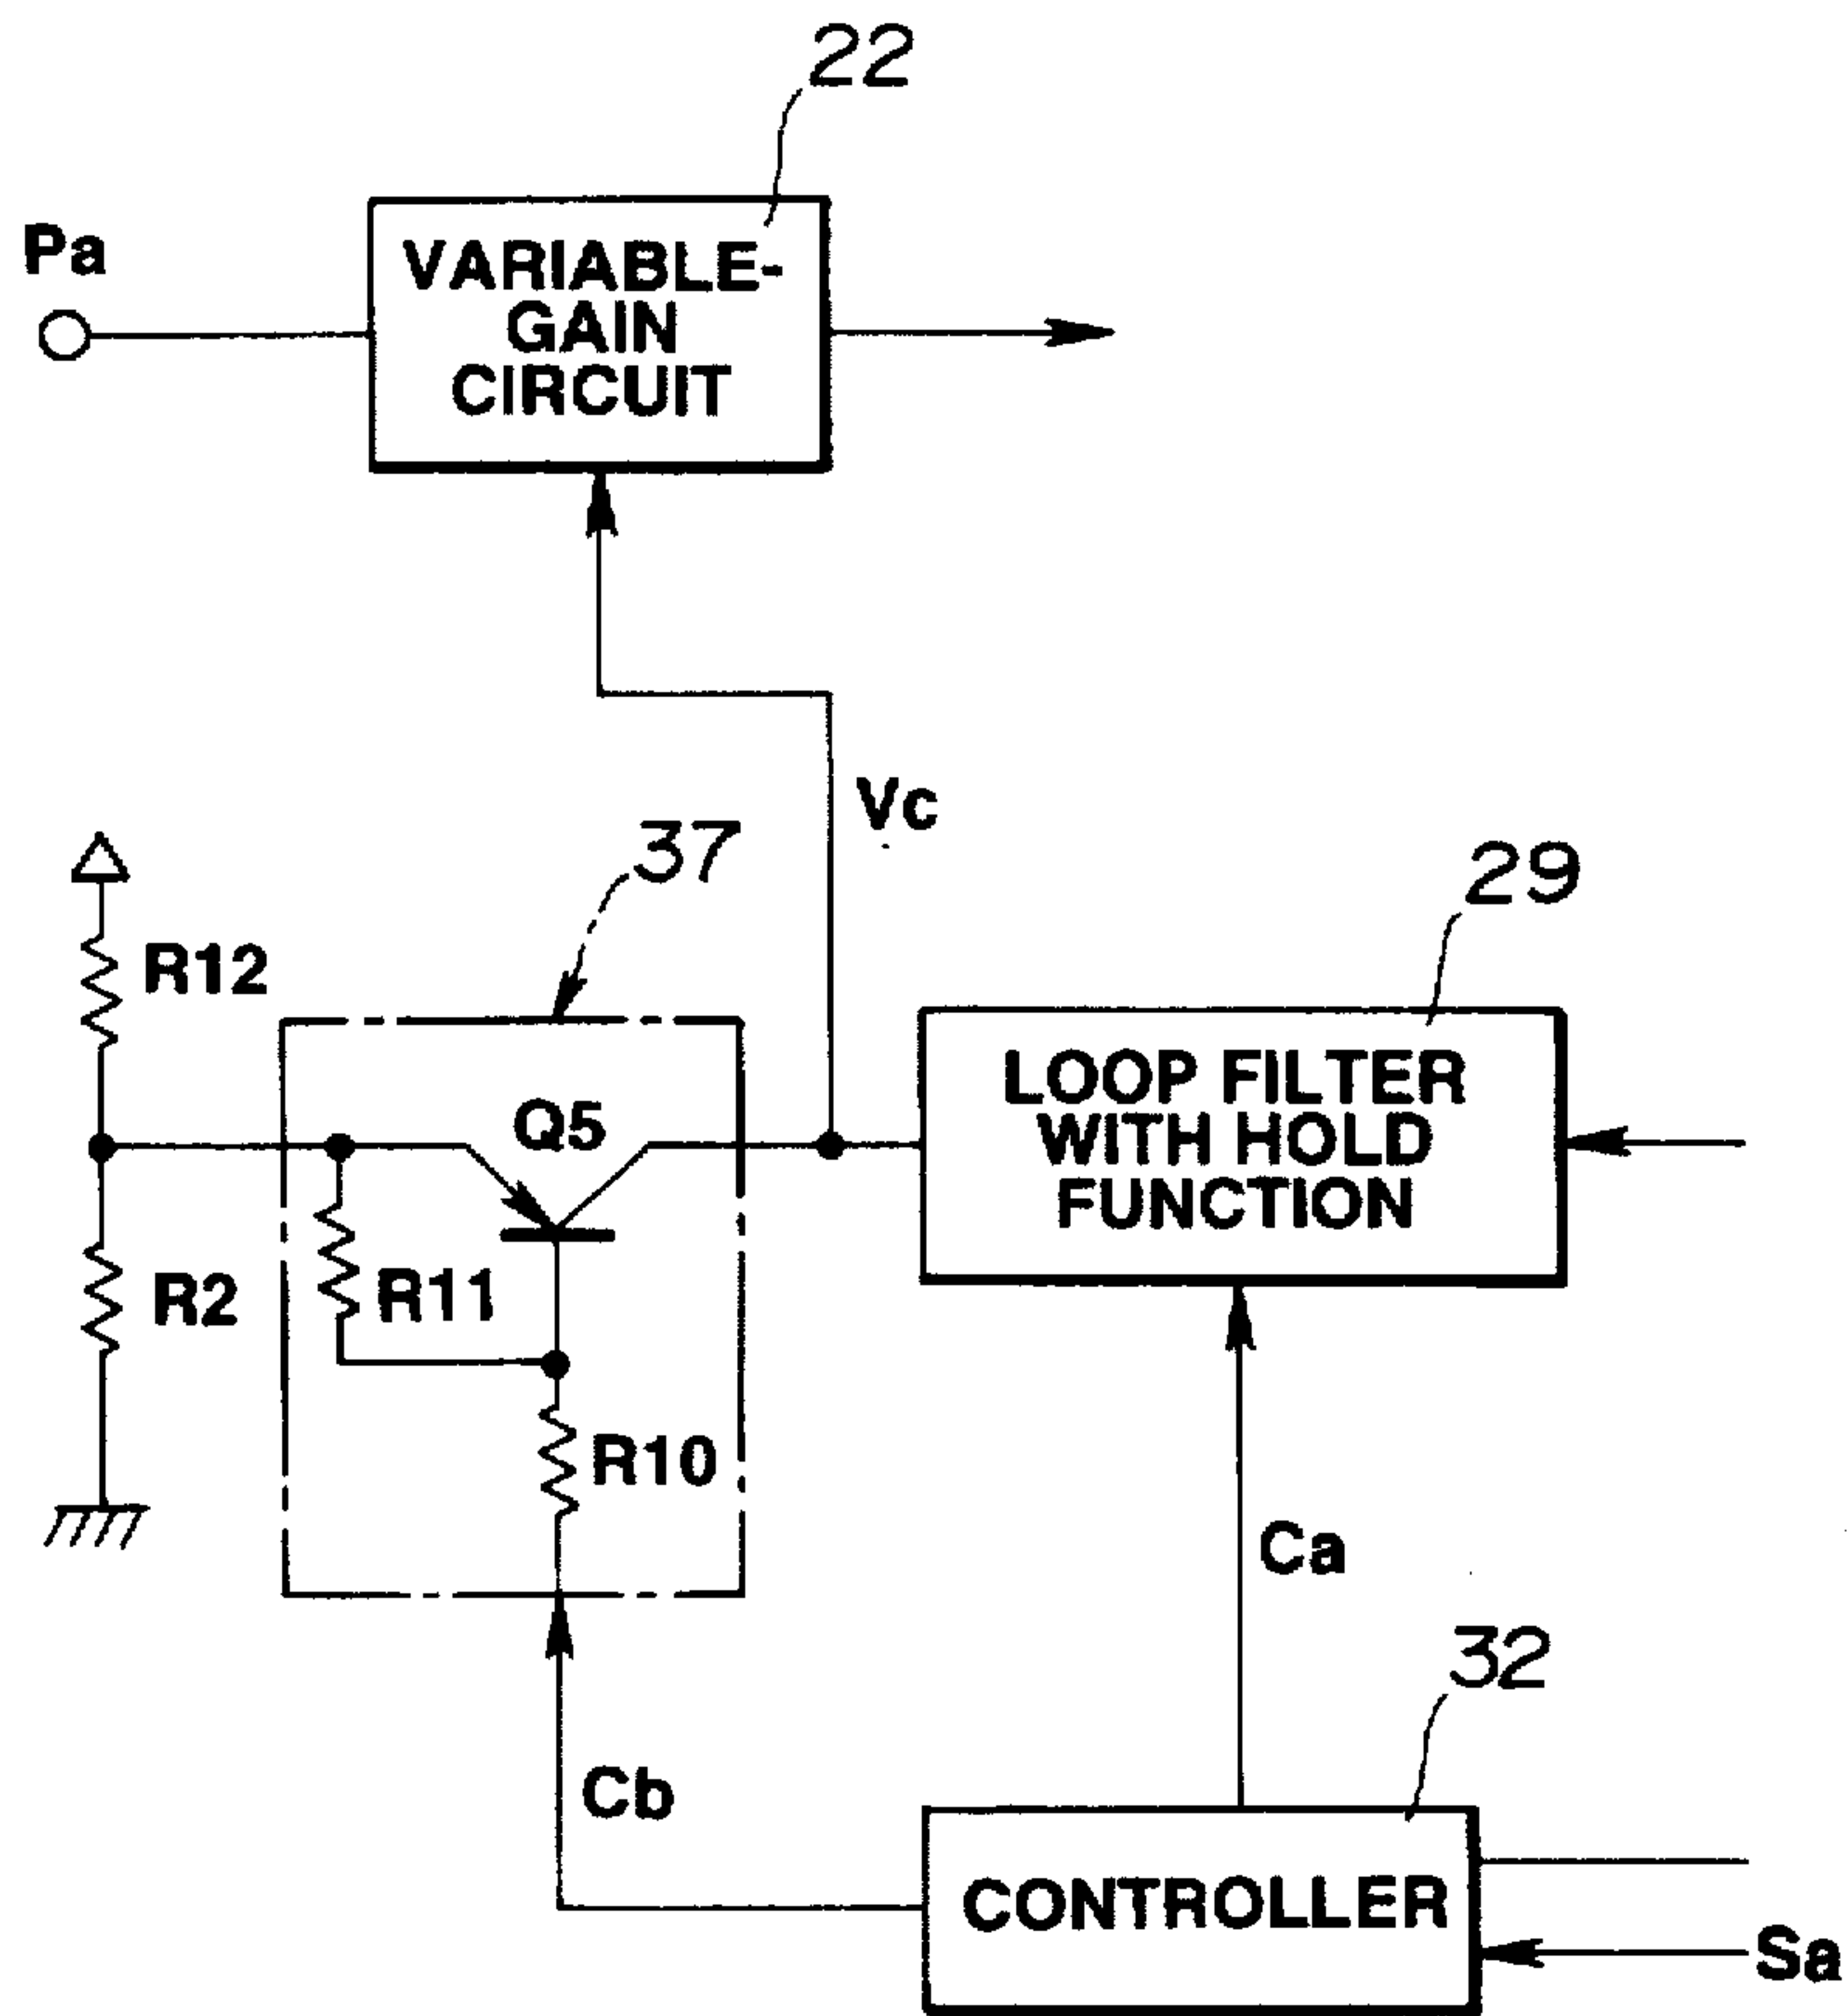 22
Pa
VARIABLE-
GAIN
CIRCUIT
Vc
37
29
R12
LOOP FILTER
WITH HOLD
FUNCTION
Q5
R2
R11
R10
Ca
32
Cb
CONTROLLER
Sa